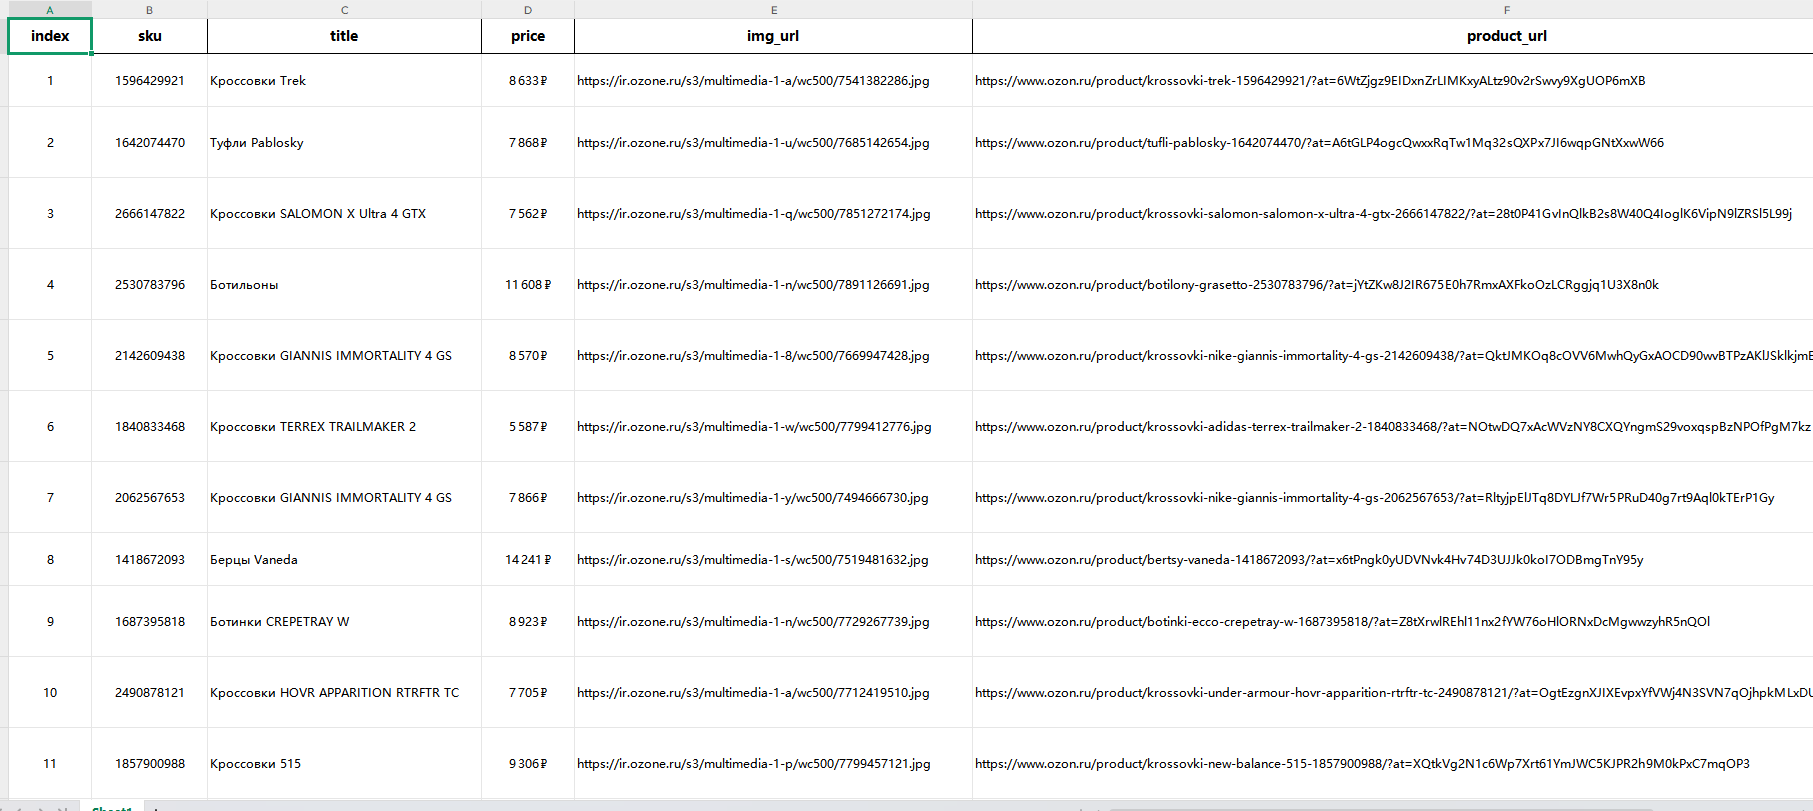 A B C D E F
index sku title price img_url product_url
1 1596429921 Кроссовки Trek 8 633 ₽ https://ir.ozone.ru/s3/multimedia-1-a/wc500/7541382286.jpg https://www.ozon.ru/product/krossovki-trek-1596429921/?at=6WtZjgz9EIDxnZrLIMKxyALtz90v2rSwvy9XgUOP6mXB
2 1642074470 Туфли Pablosky 7 868 ₽ https://ir.ozone.ru/s3/multimedia-1-u/wc500/7685142654.jpg https://www.ozon.ru/product/tufli-pablosky-1642074470/?at=A6tGLP4ogcQwxxRqTw1Mq32sQXPx7JI6wqpGNtXxwW66
3 2666147822 Кроссовки SALOMON X Ultra 4 GTX 7 562 ₽ https://ir.ozone.ru/s3/multimedia-1-q/wc500/7851272174.jpg https://www.ozon.ru/product/krossovki-salomon-salomon-x-ultra-4-gtx-2666147822/?at=28t0P41GvInQlkB2s8W40Q4IoglK6VipN9lZRSl5L99j
4 2530783796 Ботильоны 11 608 ₽ https://ir.ozone.ru/s3/multimedia-1-n/wc500/7891126691.jpg https://www.ozon.ru/product/botilony-grasetto-2530783796/?at=jYtZKw8J2IR675E0h7RmxAXFkoOzLCRggjq1U3X8n0k
5 2142609438 Кроссовки GIANNIS IMMORTALITY 4 GS 8 570 ₽ https://ir.ozone.ru/s3/multimedia-1-8/wc500/7669947428.jpg https://www.ozon.ru/product/krossovki-nike-giannis-immortality-4-gs-2142609438/?at=QktJMKOq8cOVV6MwhQyGxAOCD90wvBTPzAKlJSklkjmE
6 1840833468 Кроссовки TERREX TRAILMAKER 2 5 587 ₽ https://ir.ozone.ru/s3/multimedia-1-w/wc500/7799412776.jpg https://www.ozon.ru/product/krossovki-adidas-terrex-trailmaker-2-1840833468/?at=NOtwDQ7xAcWVzNY8CXQYngmS29voxqspBzNPOfPgM7kz
7 2062567653 Кроссовки GIANNIS IMMORTALITY 4 GS 7 866 ₽ https://ir.ozone.ru/s3/multimedia-1-y/wc500/7494666730.jpg https://www.ozon.ru/product/krossovki-nike-giannis-immortality-4-gs-2062567653/?at=RltyjpElJTq8DYLJf7Wr5PRuD40g7rt9Aql0kTErP1Gy
8 1418672093 Берцы Vaneda 14 241 ₽ https://ir.ozone.ru/s3/multimedia-1-s/wc500/7519481632.jpg https://www.ozon.ru/product/bertsy-vaneda-1418672093/?at=x6tPngk0yUDVNvk4Hv74D3UJJk0koI7ODBmgTnY95y
9 1687395818 Ботинки CREPETRAY W 8 923 ₽ https://ir.ozone.ru/s3/multimedia-1-n/wc500/7729267739.jpg https://www.ozon.ru/product/botinki-ecco-crepetray-w-1687395818/?at=Z8tXrwlREhl11nx2fYW76oHlORNxDcMgwwzyhR5nQOl
10 2490878121 Кроссовки HOVR APPARITION RTRFTR TC 7 705 ₽ https://ir.ozone.ru/s3/multimedia-1-a/wc500/7712419510.jpg https://www.ozon.ru/product/krossovki-under-armour-hovr-apparition-rtrftr-tc-2490878121/?at=OgtEzgnXJIXEvpxYfVWj4N3SVN7qOjhpkMLxDU
11 1857900988 Кроссовки 515 9 306 ₽ https://ir.ozone.ru/s3/multimedia-1-p/wc500/7799457121.jpg https://www.ozon.ru/product/krossovki-new-balance-515-1857900988/?at=XQtkVg2N1c6Wp7Xrt61YmJWC5KJPR2h9M0kPxC7mqOP3
Sheet1